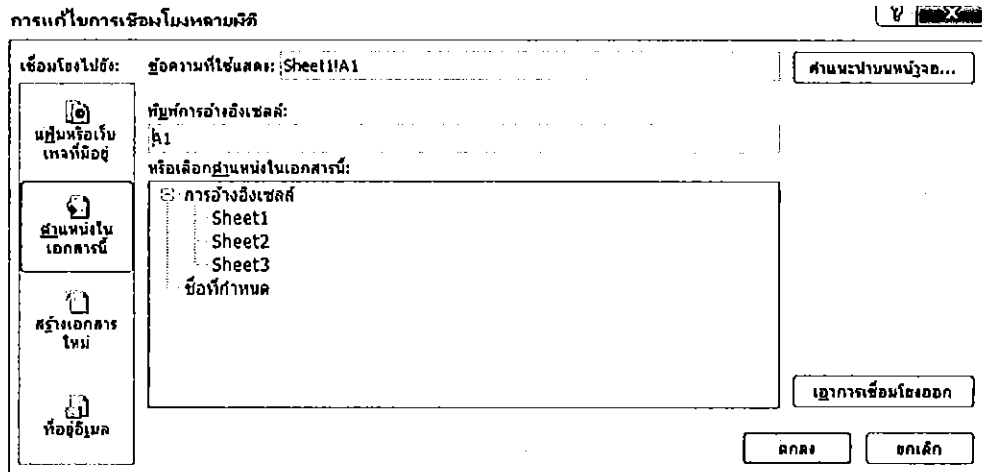 การแก้ไขการเชื่อมโยงหลายมิติ
?
X
เชื่อมโยงไปยัง:
ข้อความที่ใช้แสดง: Sheet1!A1
คำแนะนำบนหน้าจอ...
แฟ้มหรือเว็บ
เพจที่มีอยู่
พิมพ์การอ้างอิงเซลล์:
A1
หรือเลือกตำแหน่งในเอกสารนี้:
การอ้างอิงเซลล์
Sheet1
Sheet2
Sheet3
ชื่อที่กำหนด
ตำแหน่งใน
เอกสารนี้
สร้างเอกสาร
ใหม่
ที่อยู่อีเมล
เอาการเชื่อมโยงออก
ตกลง
ยกเลิก